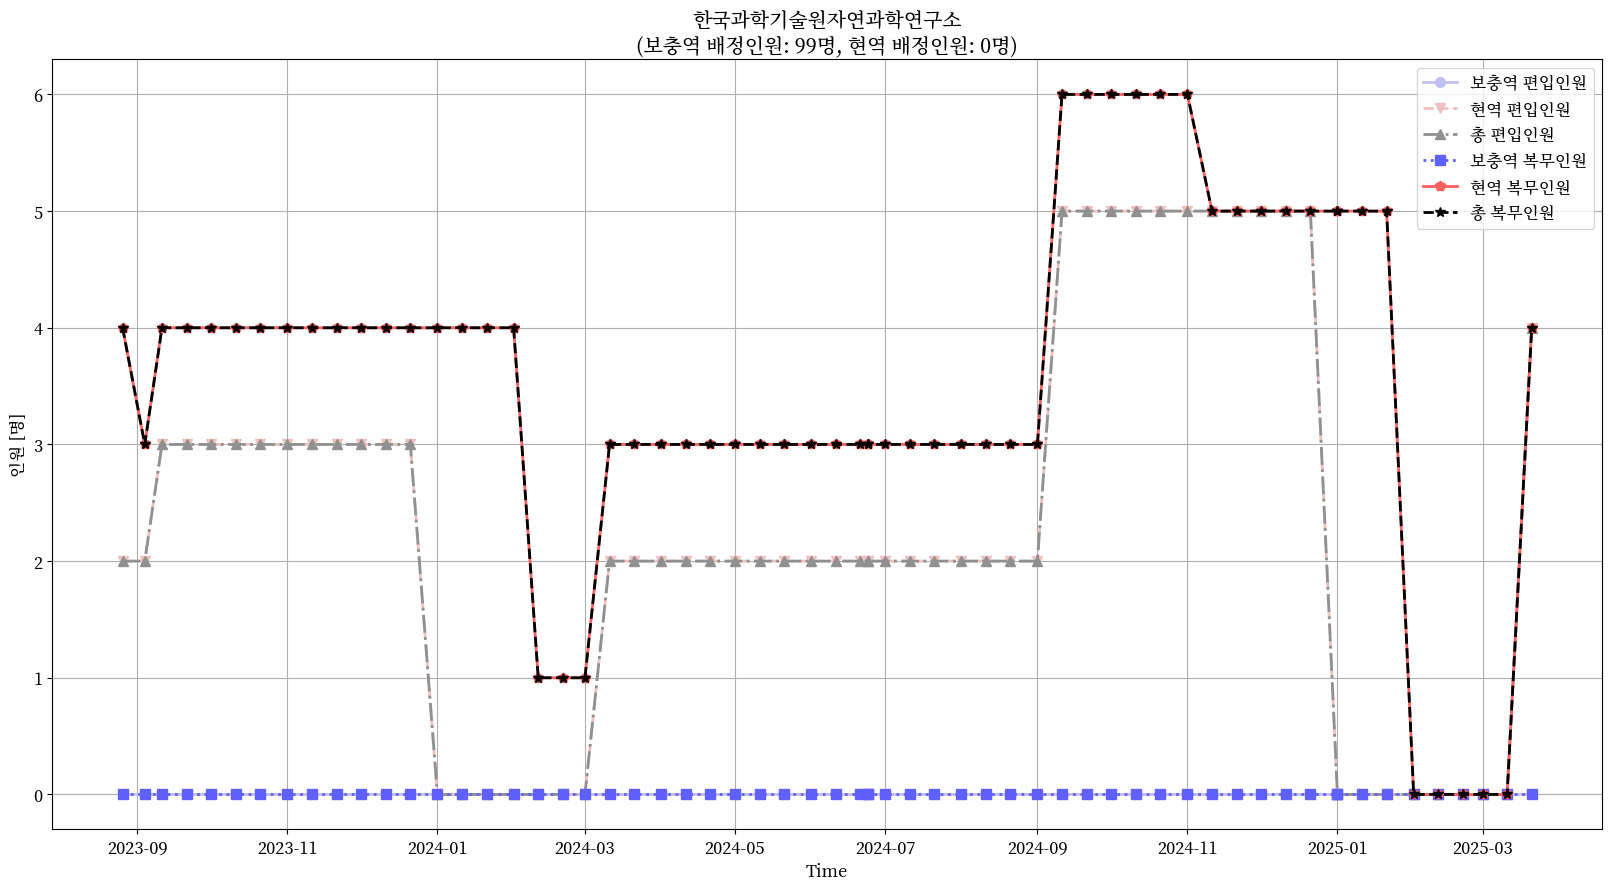 한국과학기술원자연과학연구소
(보충역 배정인원: 99명, 현역 배정인원: 0명)
보충역 편입인원
현역 편입인원
총 편입인원
보충역 복무인원
현역 복무인원
총 복무인원
인원 [명]
6
5
4
3
2
1
0
2023-09
2023-11
2024-01
2024-03
2024-05
2024-07
2024-09
2024-11
2025-01
2025-03
Time